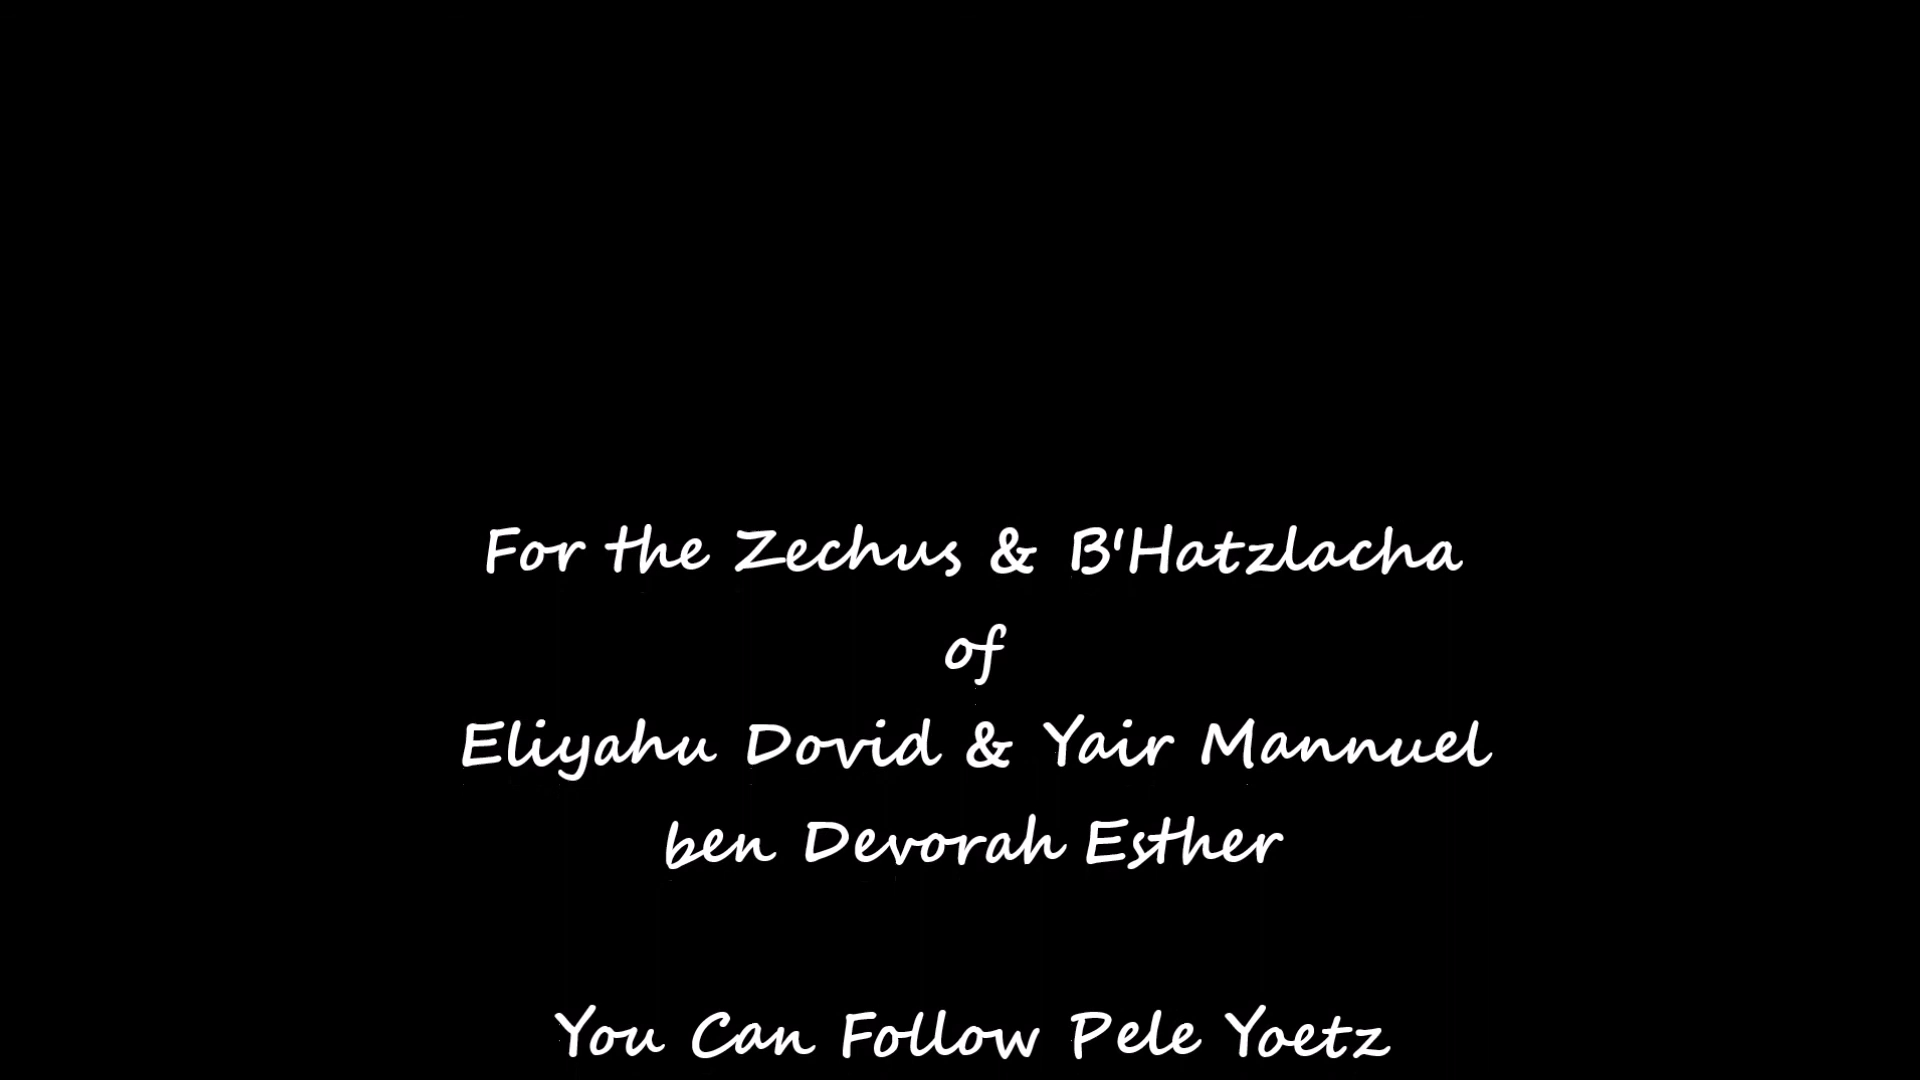 For the Zechus & B'Hatzlacha
of
Eliyahu Dovid & Yair Mannuel
ben Devorah Esther
You Can Follow Pele Yoetz